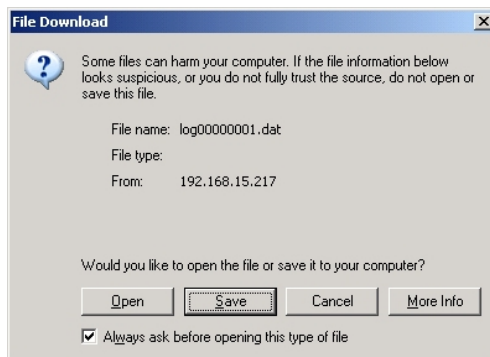 File Download
Some files can harm your computer. If the file information below
looks suspicious, or you do not fully trust the source, do not open or
save this file.
File name: log00000001.dat
File type:
From: 192.168.15.217
Would you like to open the file or save it to your computer?
Open Save Cancel More Info
Always ask before opening this type of file